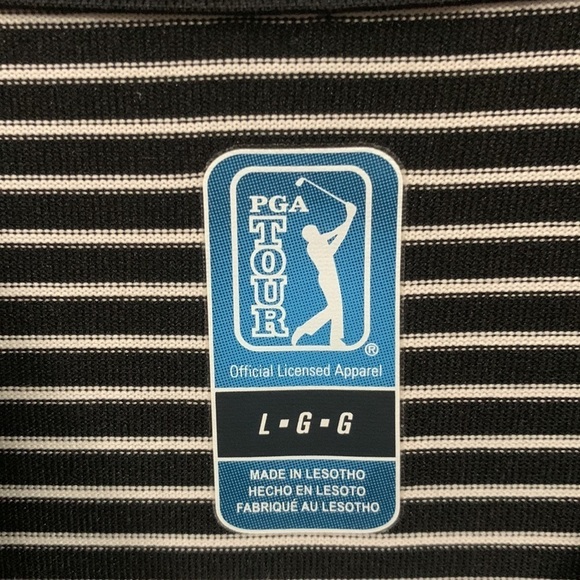 PGA
TOUR
®
Official Licensed Apparel
L▪G▪G
MADE IN LESOTHO
HECHO EN LESOTO
FABRIQUÉ AU LESOTHO